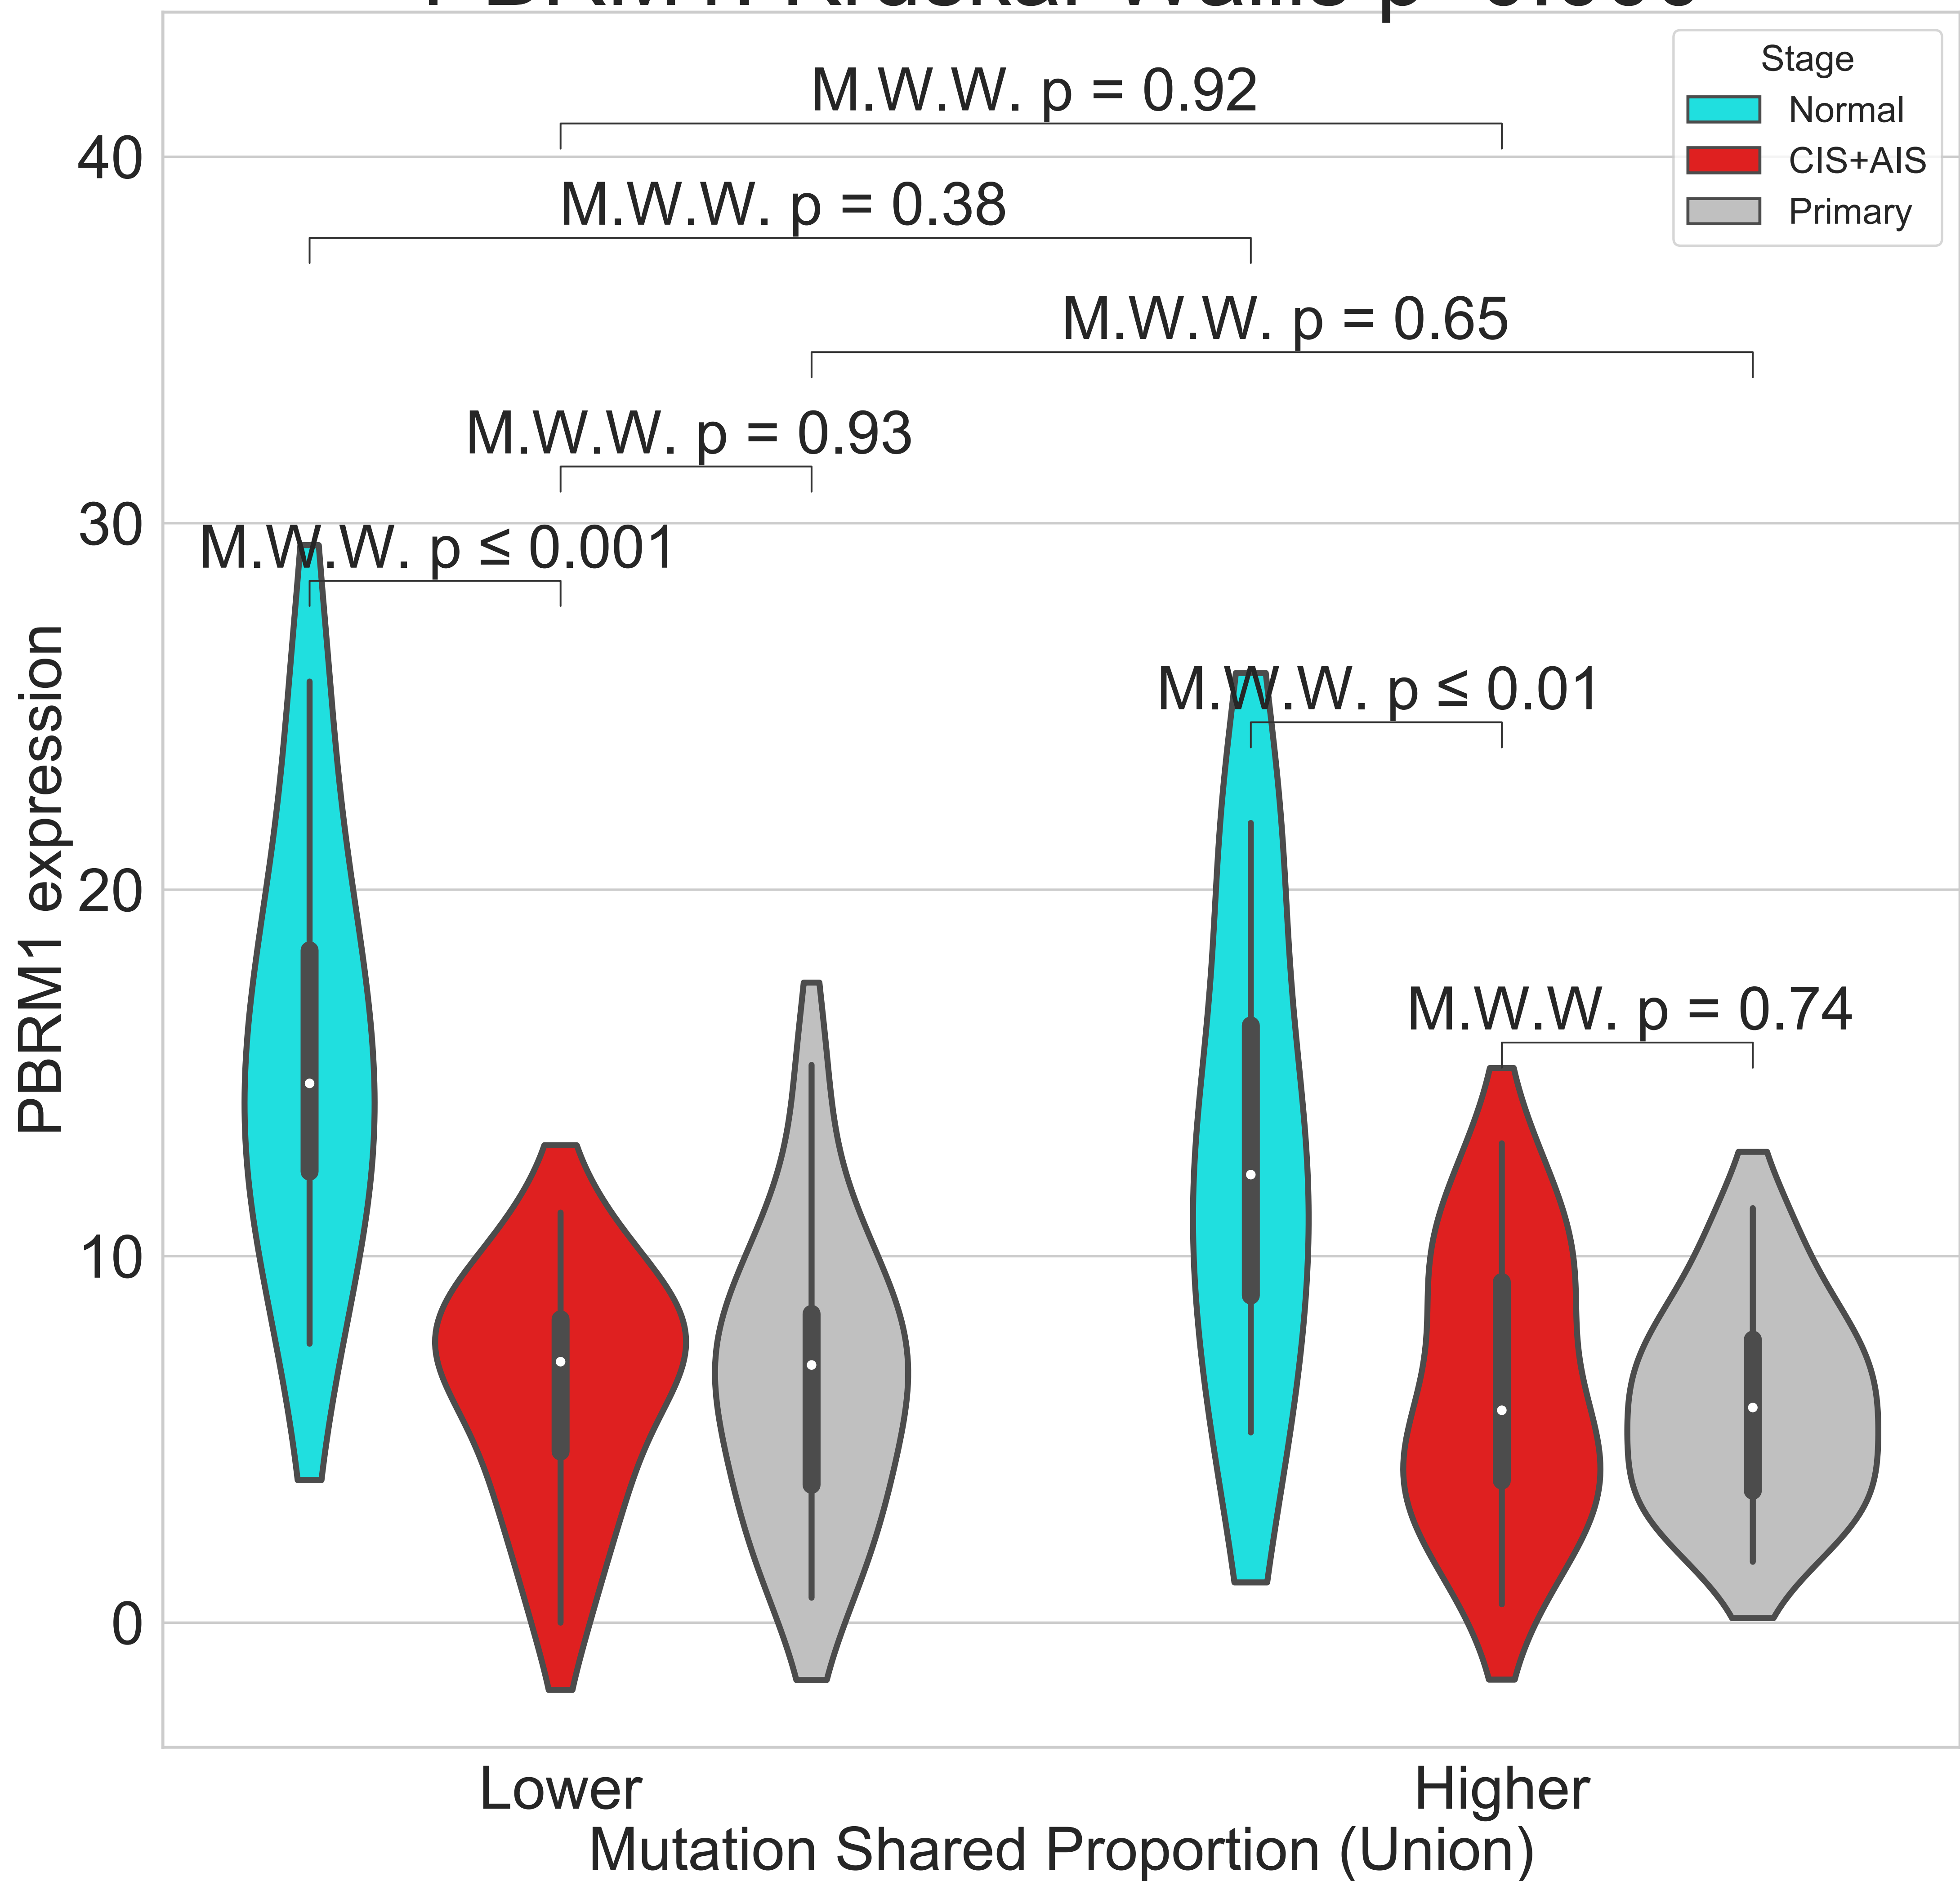 Stage
Normal
CIS+AIS
Primary
M.W.W. p = 0.92
M.W.W. p = 0.38
M.W.W. p = 0.65
M.W.W. p = 0.93
M.W.W. p ≤ 0.001
M.W.W. p ≤ 0.01
M.W.W. p = 0.74
40
30
20
10
0
PBRM1 expression
Lower
Higher
Mutation Shared Proportion (Union)